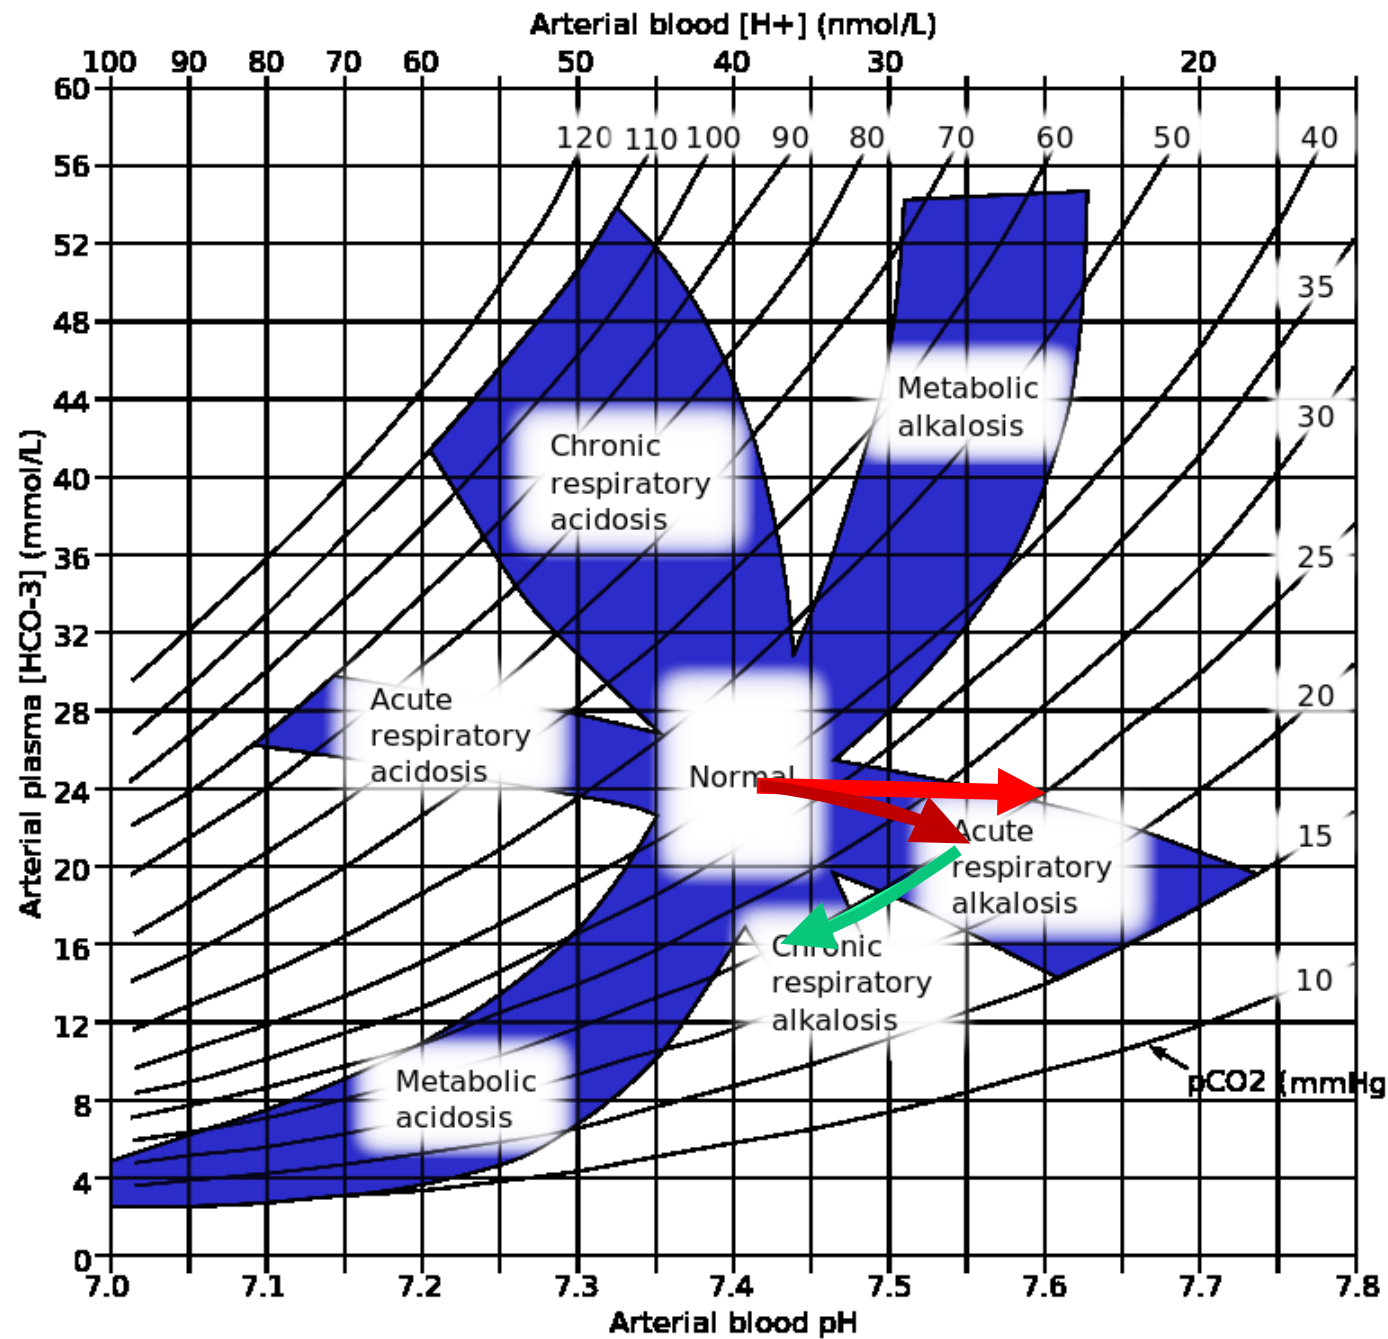 Arterial blood [H+] (nmol/L)
100 90 80 70 60 50 40 30 20
60
120 110 100 90 80 70 60 50 40
56
52
35
48
Metabolic
alkalosis
44
30
Chronic
respiratory
acidosis
40
36
25
32
Acute
respiratory
acidosis
28
20
Normal
24
Acute
respiratory
alkalosis
15
20
16
Chronic
respiratory
alkalosis
10
12
Metabolic
acidosis
pCO2 (mmHg
8
4
0
Arterial plasma [HCO-3] (mmol/L)
7.0 7.1 7.2 7.3 7.4 7.5 7.6 7.7 7.8
Arterial blood pH